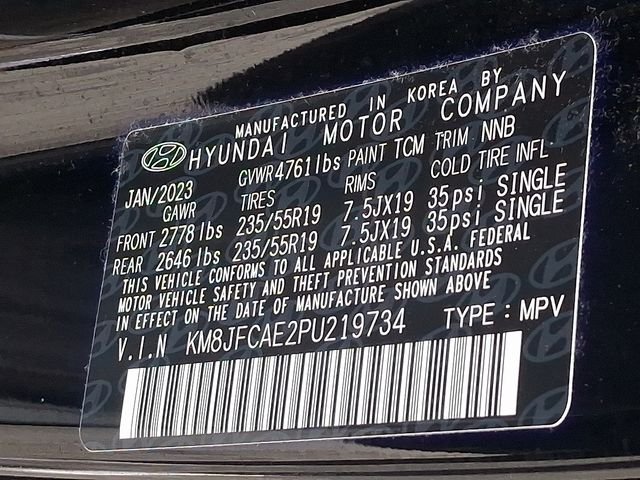 MANUFACTURED IN KOREA BY
HYUNDAI MOTOR COMPANY
JAN/2023 GVWR4761lbs PAINT TCM TRIM NNB
GAWR TIRES RIMS COLD TIRE INFL.
FRONT 2778 lbs 235/55R19 7.5JX19 35psi SINGLE
REAR 2646 lbs 235/55R19 7.5JX19 35psi SINGLE
THIS VEHICLE CONFORMS TO ALL APPLICABLE U.S.A. FEDERAL
MOTOR VEHICLE SAFETY AND THEFT PREVENTION STANDARDS
IN EFFECT ON THE DATE OF MANUFACTURE SHOWN ABOVE
V.I.N KM8JFCAE2PU219734 TYPE : MPV